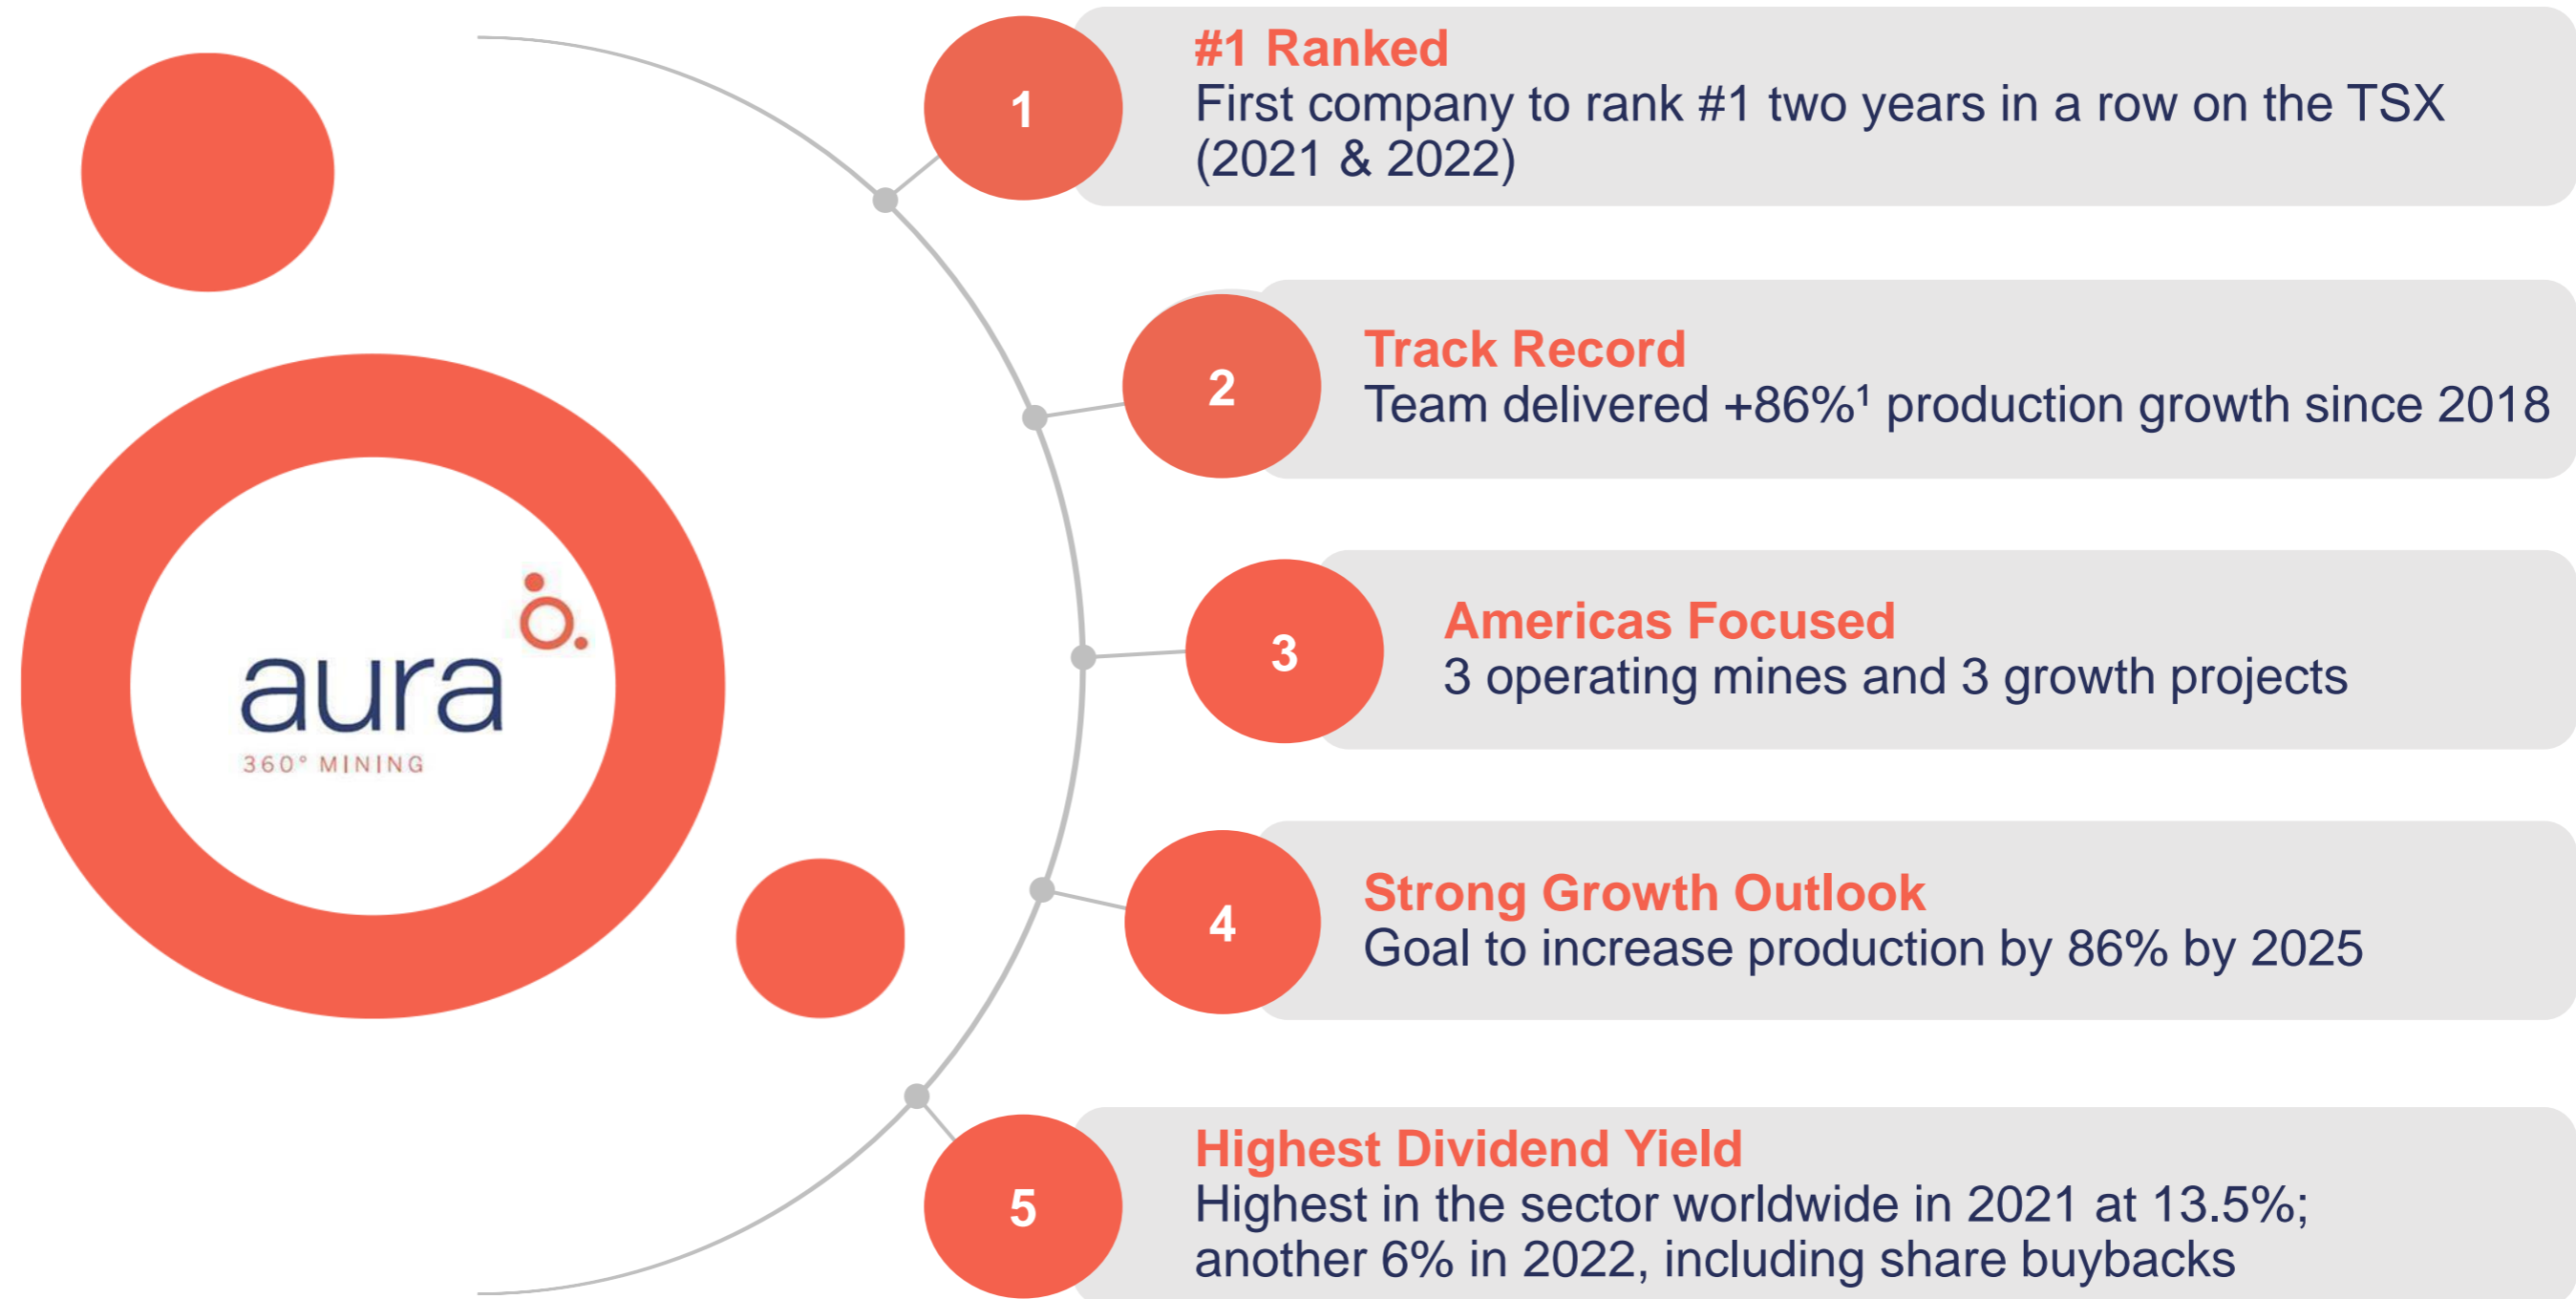 aura
360° MINING
1
#1 Ranked
First company to rank #1 two years in a row on the TSX
(2021 & 2022)
2
Track Record
Team delivered +86%¹ production growth since 2018
3
Americas Focused
3 operating mines and 3 growth projects
4
Strong Growth Outlook
Goal to increase production by 86% by 2025
5
Highest Dividend Yield
Highest in the sector worldwide in 2021 at 13.5%;
another 6% in 2022, including share buybacks